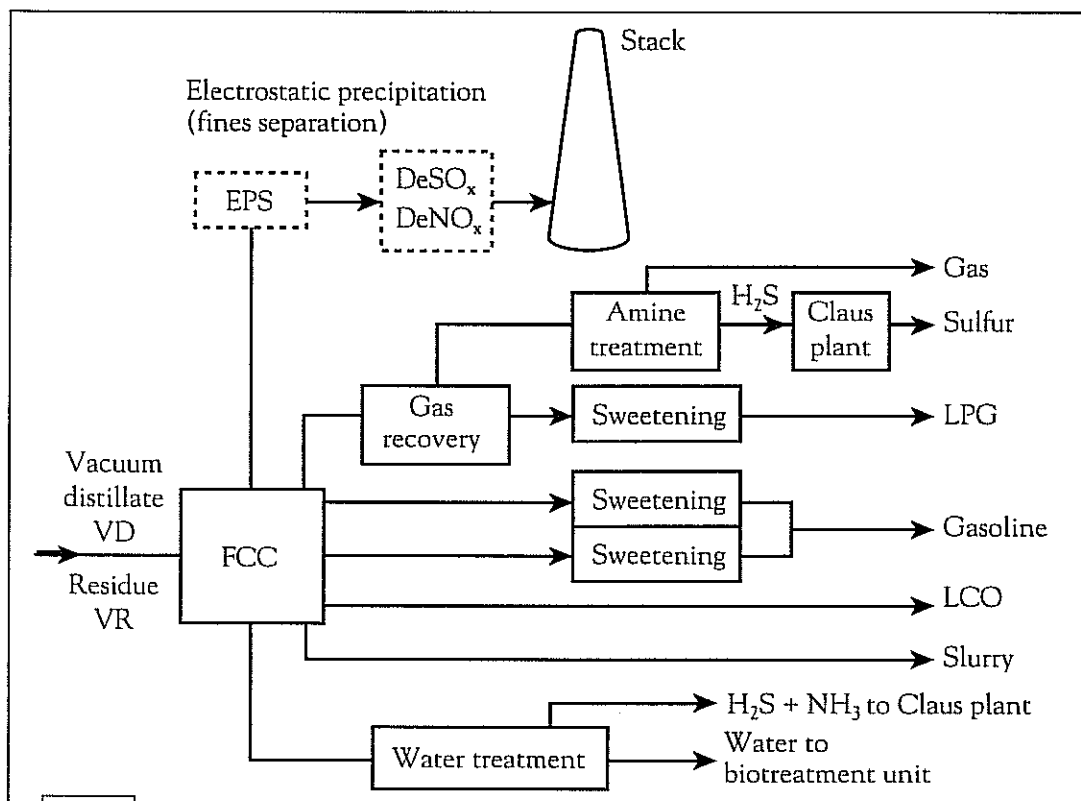 Stack
Electrostatic precipitation
(fines separation)
EPS
DeSOₓ
DeNOₓ
Gas
Amine
treatment
H₂S
Claus
plant
Sulfur
Gas
recovery
Sweetening
LPG
Vacuum
distillate
VD
Residue
VR
FCC
Sweetening
Sweetening
Gasoline
LCO
Slurry
Water treatment
H₂S + NH₃ to Claus plant
Water to
biotreatment unit